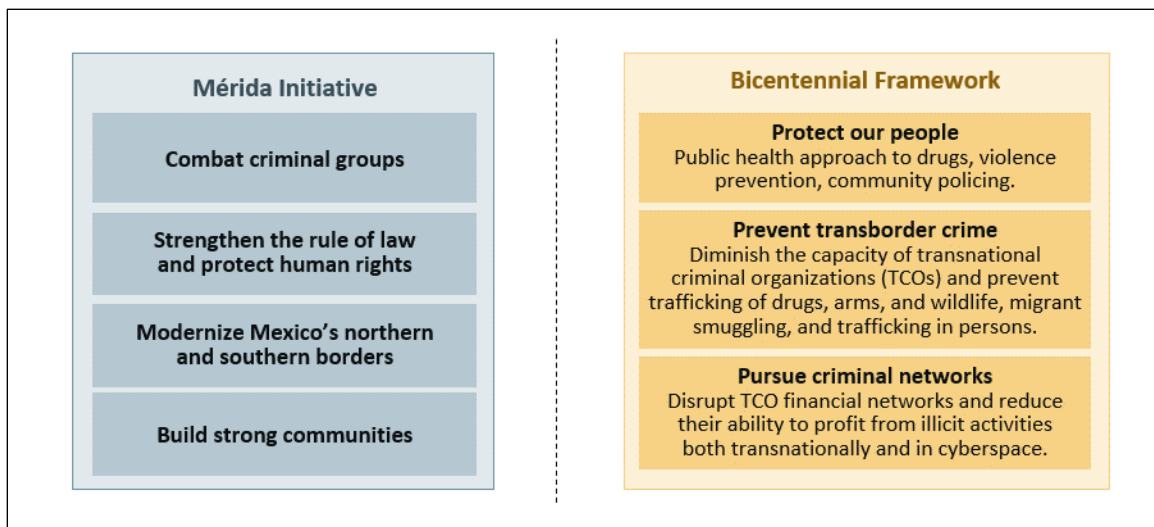 Mérida Initiative
Combat criminal groups
Strengthen the rule of law
and protect human rights
Modernize Mexico's northern
and southern borders
Build strong communities
Bicentennial Framework
Protect our people
Public health approach to drugs, violence
prevention, community policing.
Prevent transborder crime
Diminish the capacity of transnational
criminal organizations (TCOs) and prevent
trafficking of drugs, arms, and wildlife, migrant
smuggling, and trafficking in persons.
Pursue criminal networks
Disrupt TCO financial networks and reduce
their ability to profit from illicit activities
both transnationally and in cyberspace.